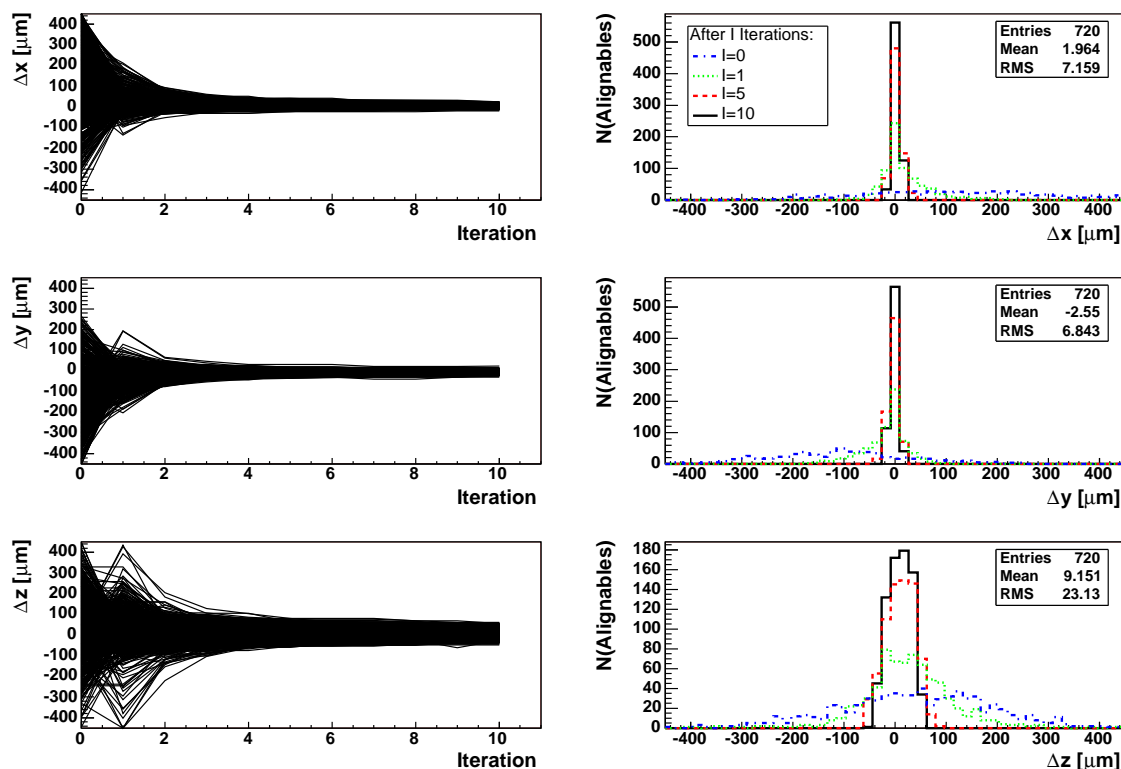 Δx [μm]
400
300
200
100
0
-100
-200
-300
-400
0 2 4 6 8 10
Iteration
N(Alignables)
500
400
300
200
100
0
After I Iterations:
I=0
I=1
I=5
I=10
Entries 720
Mean 1.964
RMS 7.159
-400 -300 -200 -100 0 100 200 300 400
Δx [μm]
Δy [μm]
400
300
200
100
0
-100
-200
-300
-400
0 2 4 6 8 10
Iteration
N(Alignables)
500
400
300
200
100
0
Entries 720
Mean -2.55
RMS 6.843
-400 -300 -200 -100 0 100 200 300 400
Δy [μm]
Δz [μm]
400
300
200
100
0
-100
-200
-300
-400
0 2 4 6 8 10
Iteration
N(Alignables)
180
160
140
120
100
80
60
40
20
0
Entries 720
Mean 9.151
RMS 23.13
-400 -300 -200 -100 0 100 200 300 400
Δz [μm]